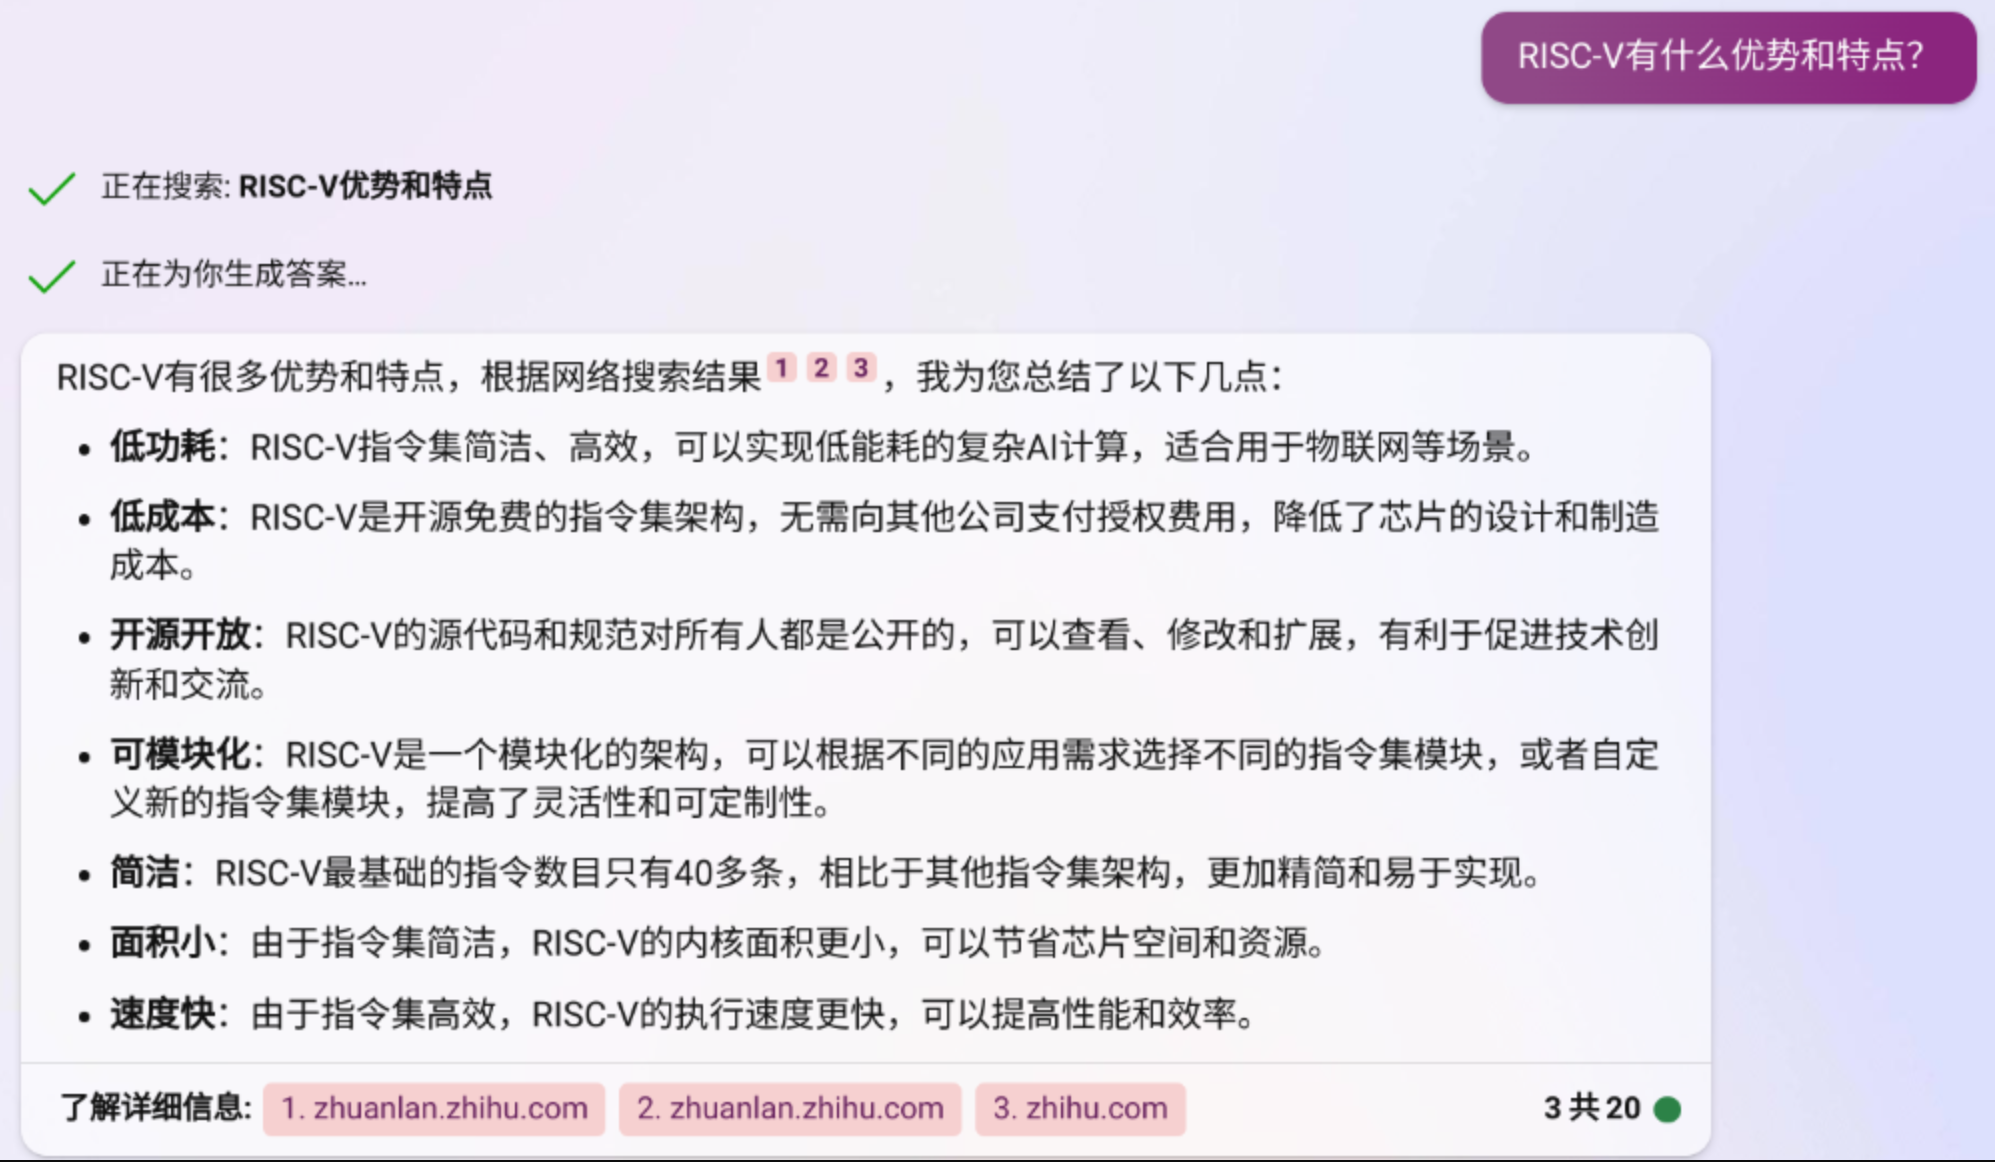 RISC-V有什么优势和特点？
正在搜索: RISC-V优势和特点
正在为你生成答案...
RISC-V有很多优势和特点，根据网络搜索结果 1 2 3 ，我为您总结了以下几点：
• 低功耗：RISC-V指令集简洁、高效，可以实现低能耗的复杂AI计算，适合用于物联网等场景。
• 低成本：RISC-V是开源免费的指令集架构，无需向其他公司支付授权费用，降低了芯片的设计和制造
成本。
• 开源开放：RISC-V的源代码和规范对所有人都是公开的，可以查看、修改和扩展，有利于促进技术创
新和交流。
• 可模块化：RISC-V是一个模块化的架构，可以根据不同的应用需求选择不同的指令集模块，或者自定
义新的指令集模块，提高了灵活性和可定制性。
• 简洁：RISC-V最基础的指令数目只有40多条，相比于其他指令集架构，更加精简和易于实现。
• 面积小：由于指令集简洁，RISC-V的内核面积更小，可以节省芯片空间和资源。
• 速度快：由于指令集高效，RISC-V的执行速度更快，可以提高性能和效率。
了解详细信息: 1. zhuanlan.zhihu.com 2. zhuanlan.zhihu.com 3. zhihu.com 3 共 20